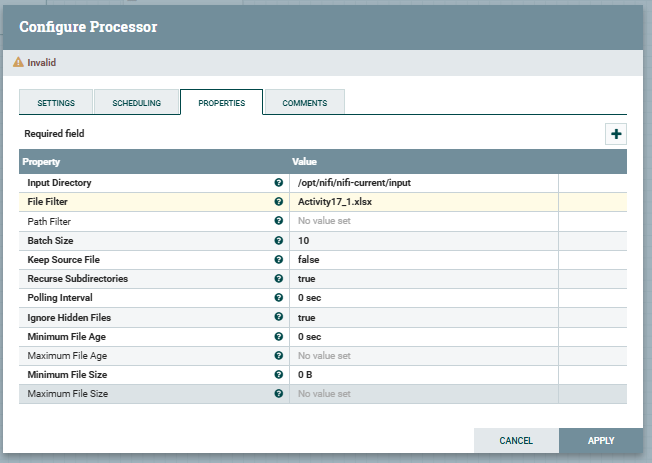 Configure Processor
Invalid
SETTINGS SCHEDULING PROPERTIES COMMENTS
Required field
Property Value
Input Directory /opt/nifi/nifi-current/input
File Filter Activity17_1.xlsx
Path Filter No value set
Batch Size 10
Keep Source File false
Recurse Subdirectories true
Polling Interval 0 sec
Ignore Hidden Files true
Minimum File Age 0 sec
Maximum File Age No value set
Minimum File Size 0 B
Maximum File Size No value set
CANCEL APPLY